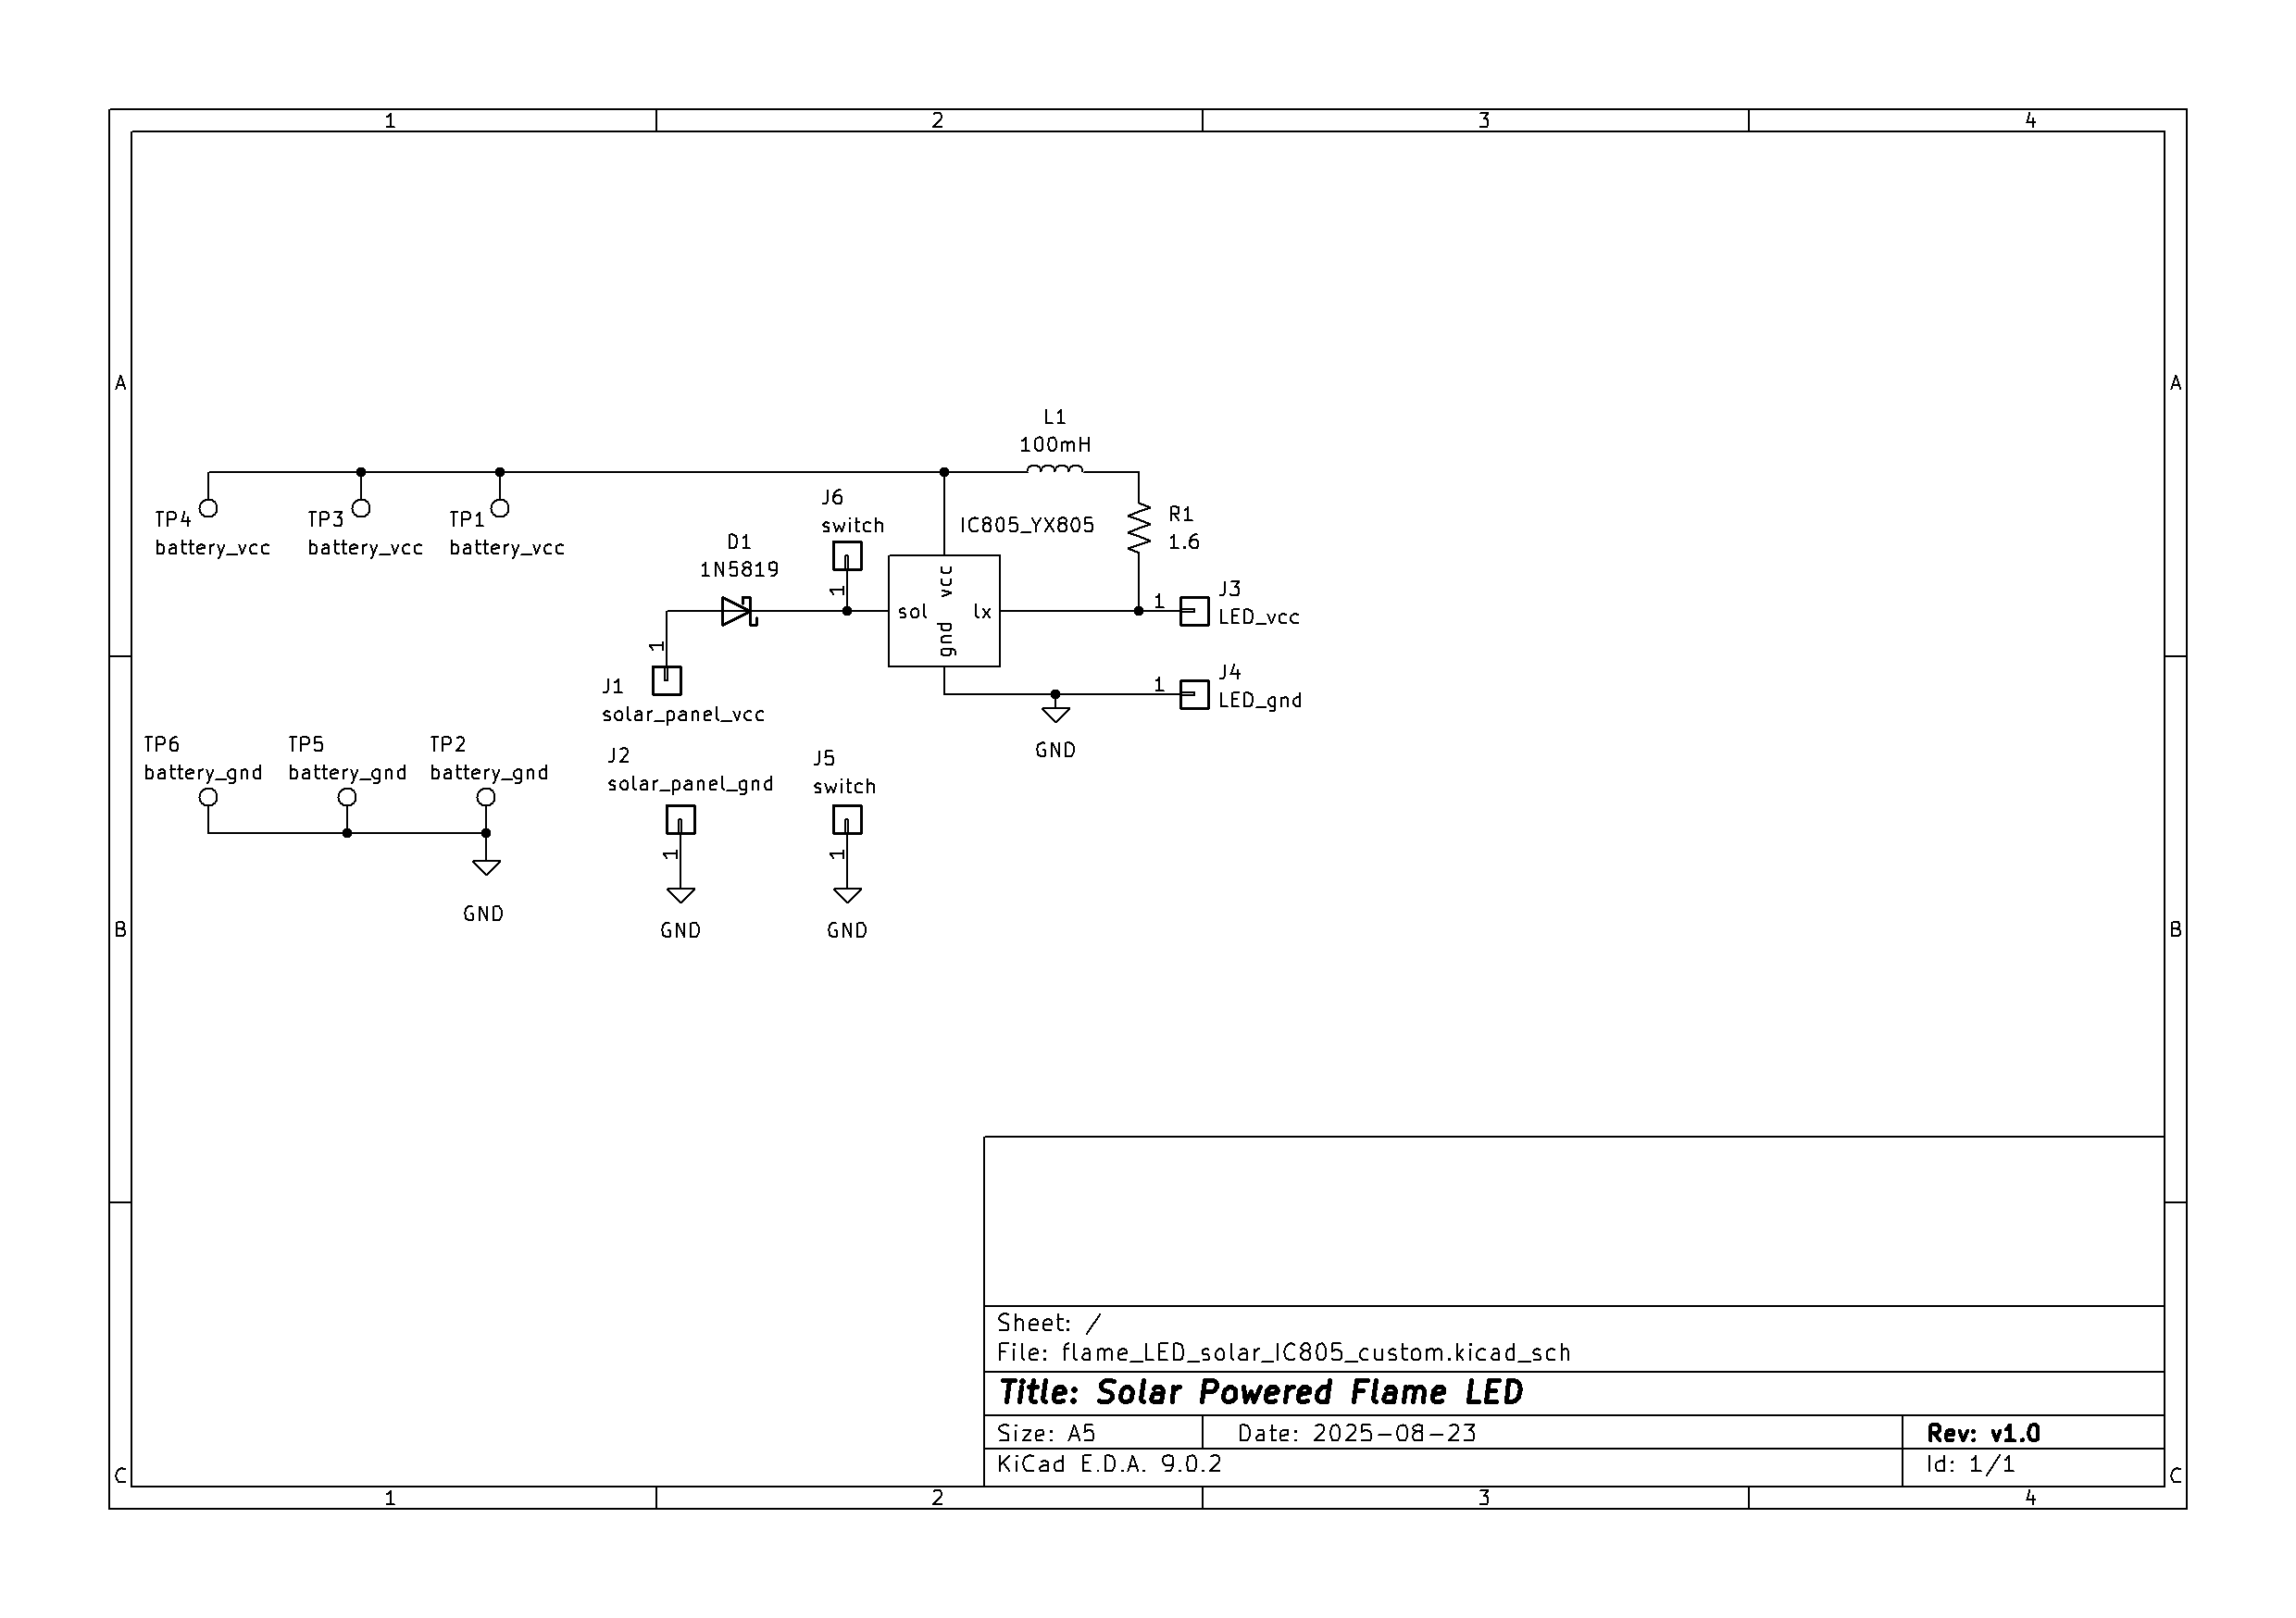 1 2 3 4
A A
L1
100mH
J6
switch
TP4
battery_vcc
TP3
battery_vcc
TP1
battery_vcc
IC805_YX805
R1
1.6
D1
1N5819
1
vcc
sol
lx
gnd
1
J3
LED_vcc
1
J1
solar_panel_vcc
1
J4
LED_gnd
GND
TP6
battery_gnd
TP5
battery_gnd
TP2
battery_gnd
J2
solar_panel_gnd
J5
switch
1
1
GND
GND
GND
B B
Sheet: /
File: flame_LED_solar_IC805_custom.kicad_sch
Title: Solar Powered Flame LED
Size: A5
Date: 2025-08-23
Rev: v1.0
KiCad E.D.A. 9.0.2
Id: 1/1
C C
1 2 3 4